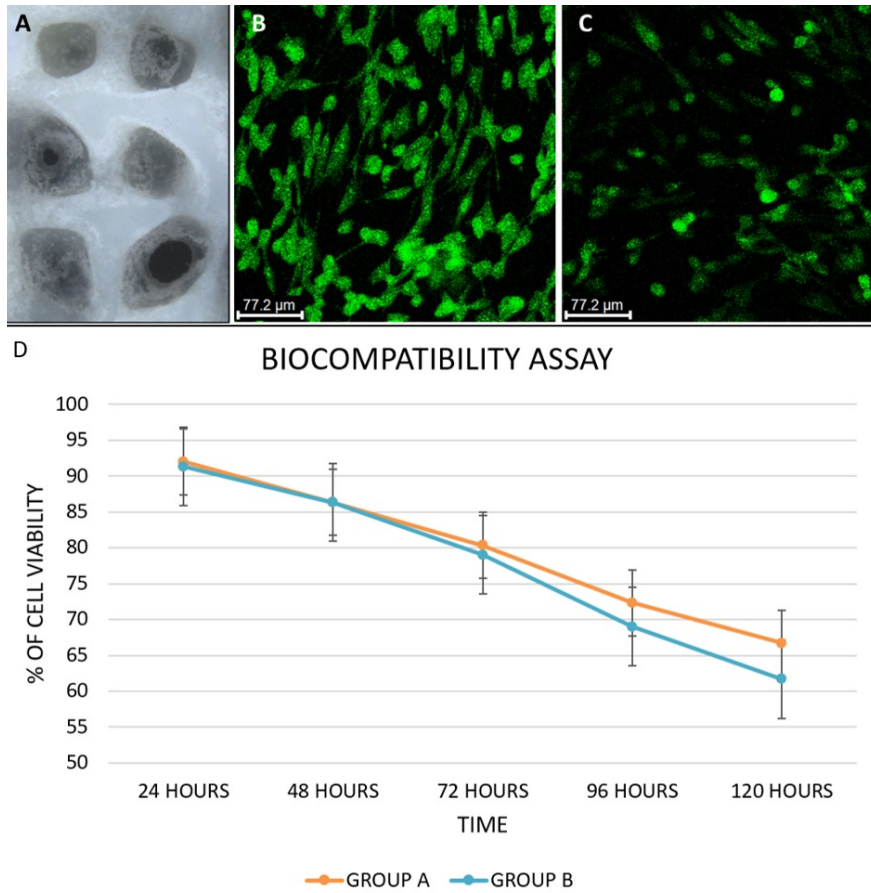 A
B
C
77.2 µm
77.2 µm
D
BIOCOMPATIBILITY ASSAY
% OF CELL VIABILITY
100
95
90
85
80
75
70
65
60
55
50
24 HOURS
48 HOURS
72 HOURS
96 HOURS
120 HOURS
TIME
GROUP A
GROUP B